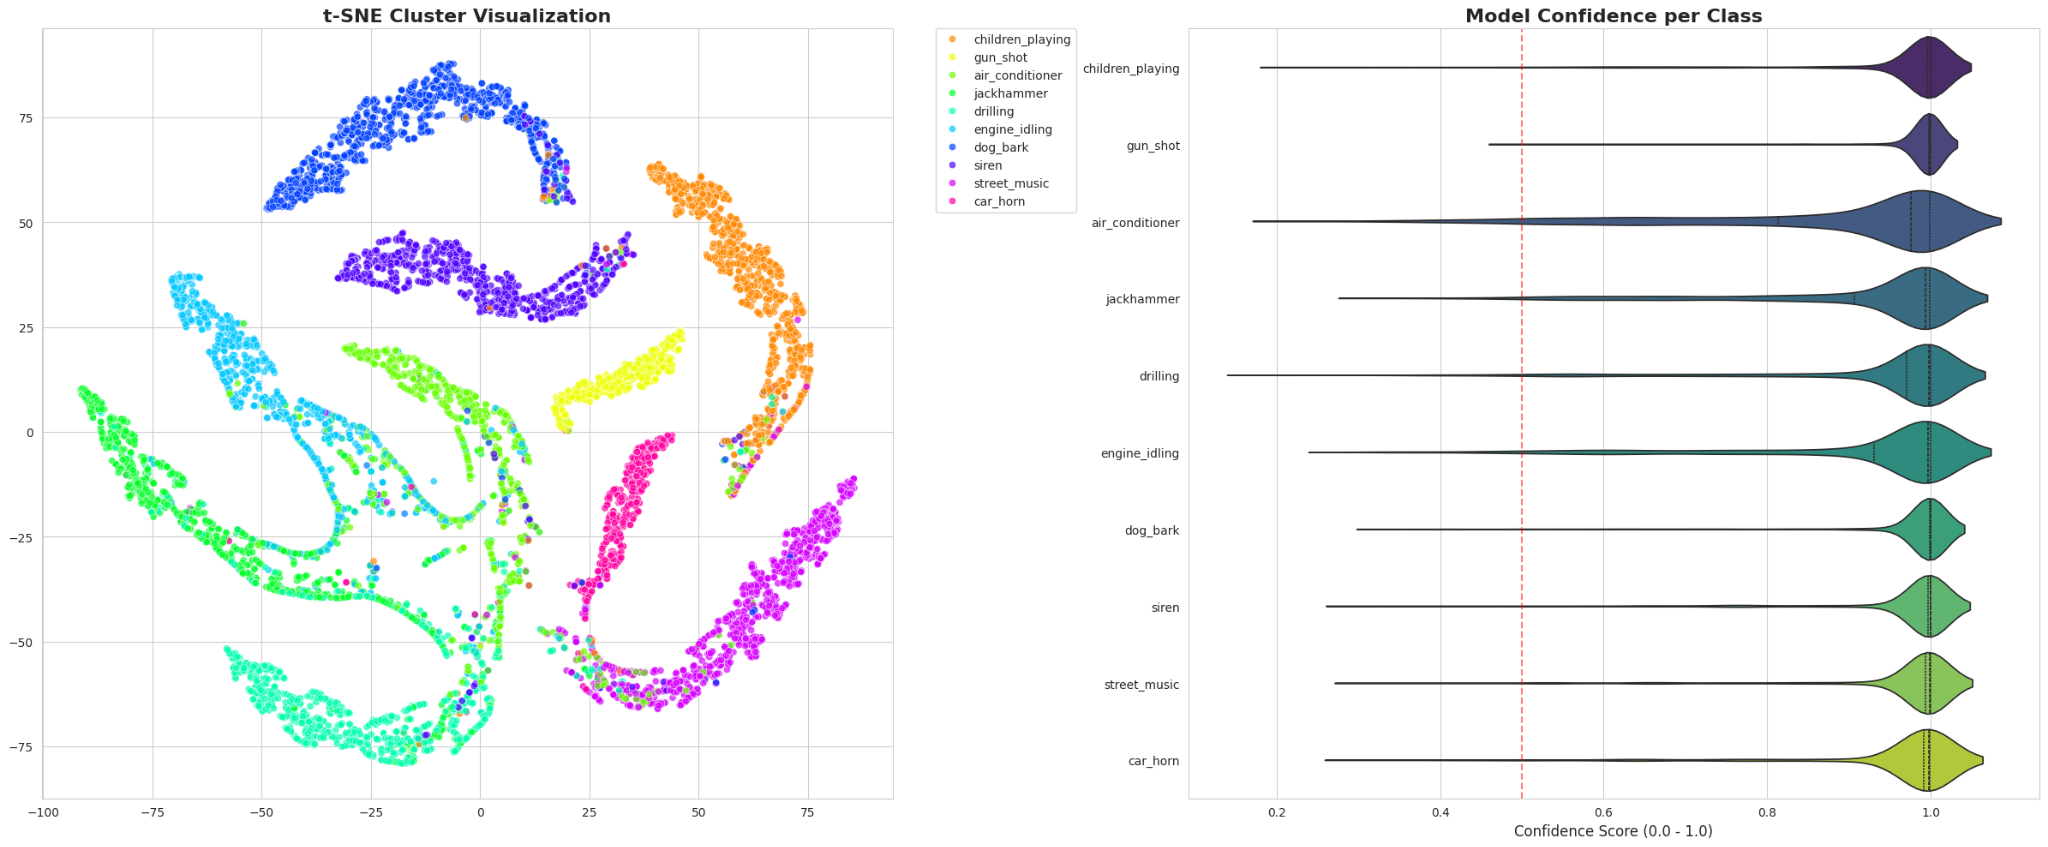 t-SNE Cluster Visualization
75
50
25
0
−25
−50
−75
−100
−75
−50
−25
0
25
50
75
children_playing
gun_shot
air_conditioner
jackhammer
drilling
engine_idling
dog_bark
siren
street_music
car_horn
Model Confidence per Class
children_playing
gun_shot
air_conditioner
jackhammer
drilling
engine_idling
dog_bark
siren
street_music
car_horn
0.2
0.4
0.6
0.8
1.0
Confidence Score (0.0 - 1.0)